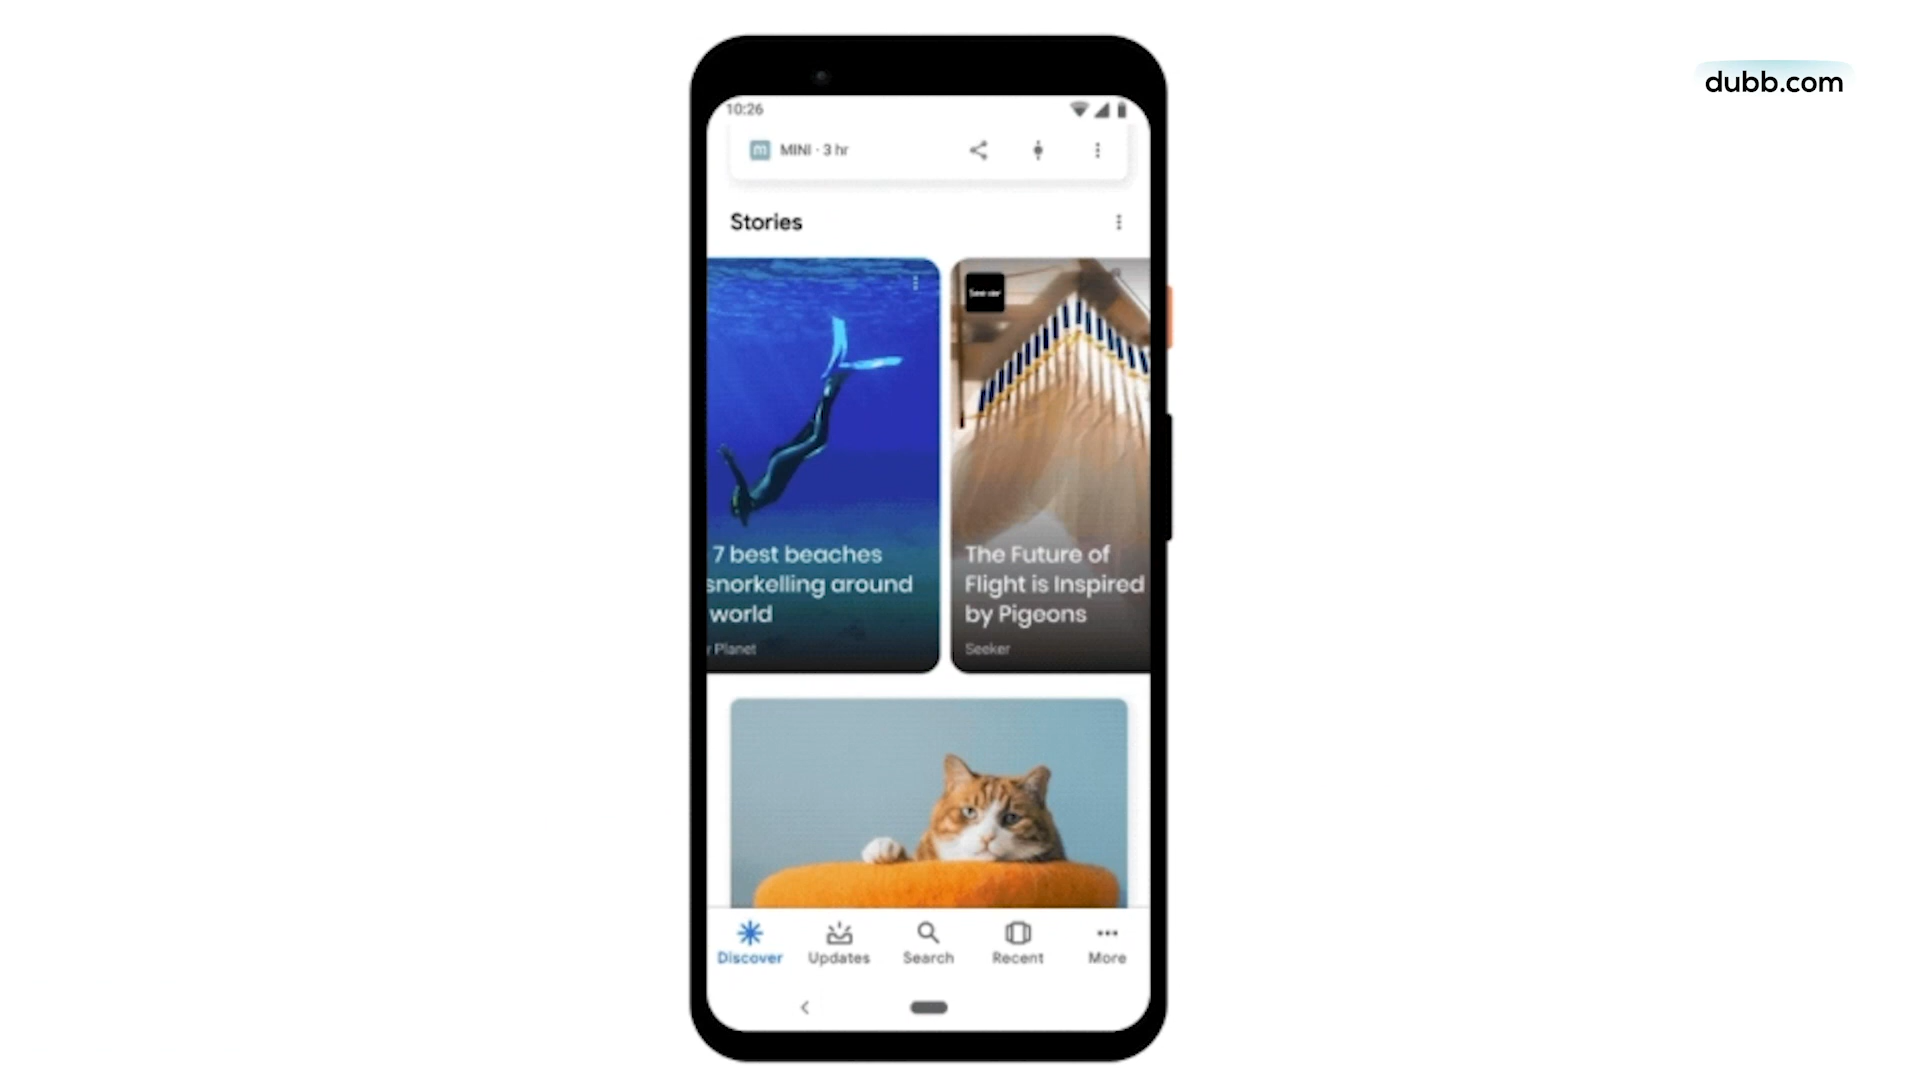 dubb.com
10:26
m MINI · 3 hr
Stories
7 best beaches
snorkelling around
world
y Planet
The Future of
Flight is Inspired
by Pigeons
Seeker
Discover Updates Search Recent More